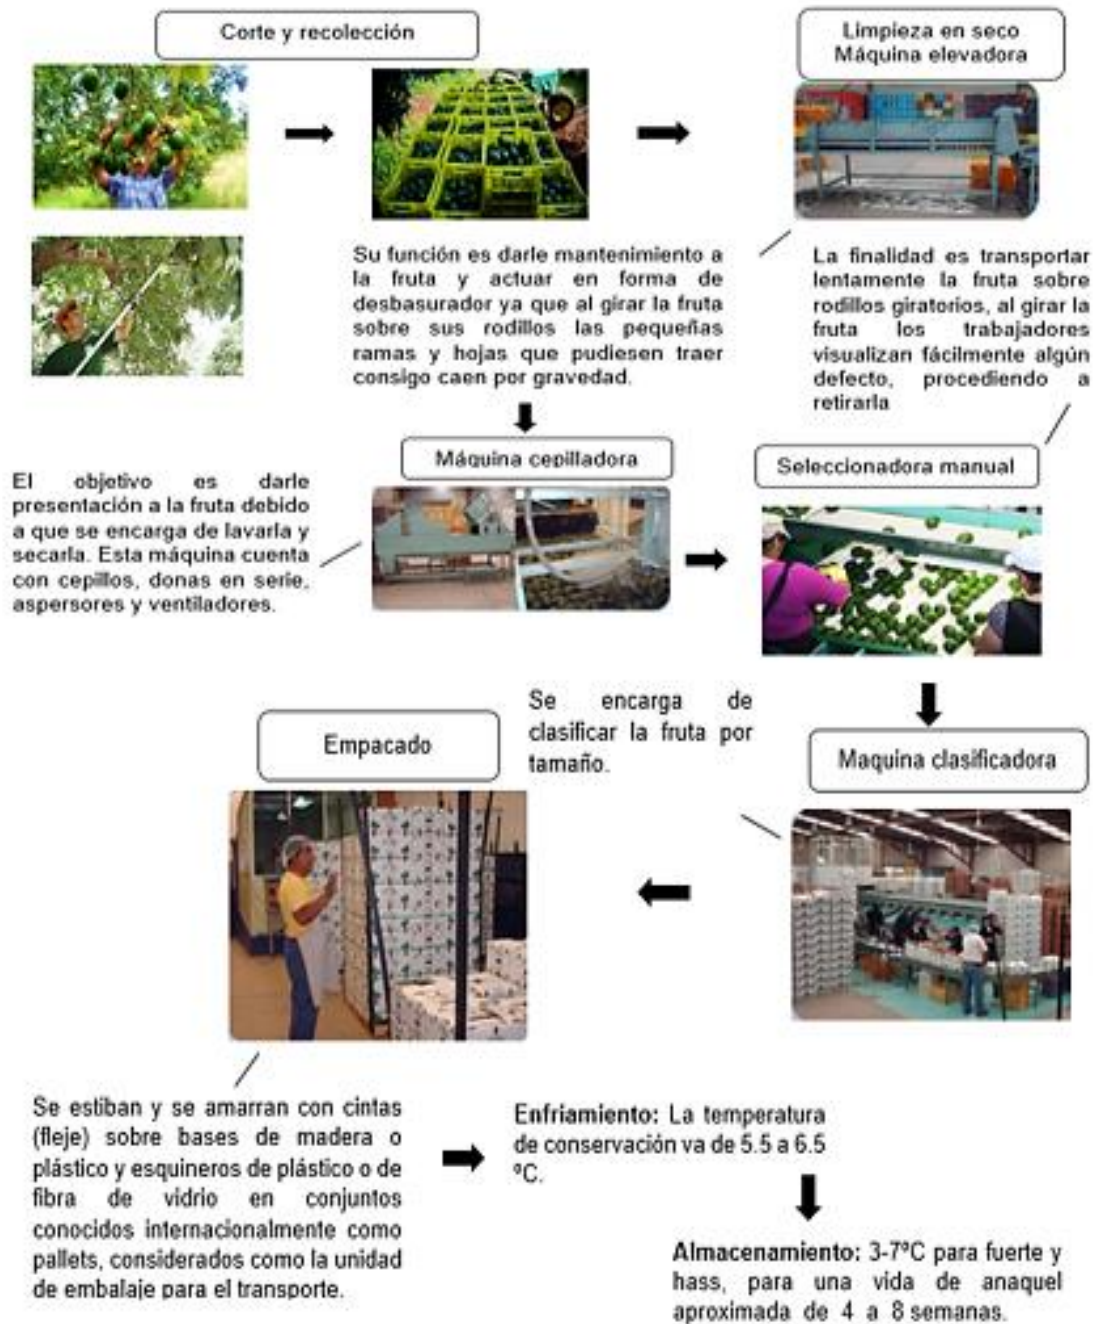 Corte y recolección
Limpieza en seco
Máquina elevadora
Su función es darle mantenimiento a
la fruta y actuar en forma de
desbasurador ya que al girar la fruta
sobre sus rodillos las pequeñas
ramas y hojas que pudiesen traer
consigo caen por gravedad.
La finalidad es transportar
lentamente la fruta sobre
rodillos giratorios, al girar la
fruta los trabajadores
visualizan fácilmente algún
defecto, procediendo a
retirarla
Máquina cepilladora
Seleccionadora manual
El objetivo es darle
presentación a la fruta debido
a que se encarga de lavarla y
secarla. Esta máquina cuenta
con cepillos, donas en serie,
aspersores y ventiladores.
Se encarga de
clasificar la fruta por
tamaño.
Empacado
Maquina clasificadora
Se estiban y se amarran con cintas
(fleje) sobre bases de madera o
plástico y esquineros de plástico o de
fibra de vidrio en conjuntos
conocidos internacionalmente como
pallets, considerados como la unidad
de embalaje para el transporte.
Enfriamiento: La temperatura
de conservación va de 5.5 a 6.5
ºC.
Almacenamiento: 3-7ºC para fuerte y
hass, para una vida de anaquel
aproximada de 4 a 8 semanas.